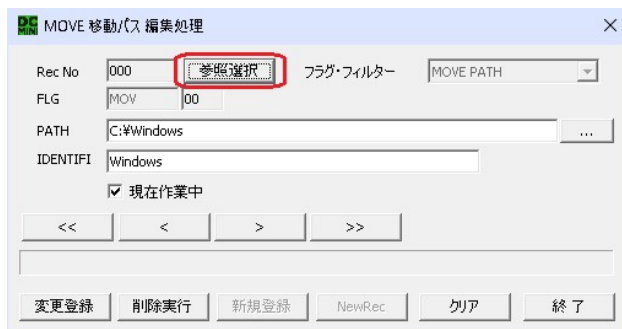 DC MINI MOVE 移動パス 編集処理
Rec No 000 参照選択 フラグ・フィルター MOVE PATH
FLG MOV 00
PATH C:¥Windows ...
IDENTIFI Windows
現在作業中
<< < > >>
変更登録 削除実行 新規登録 NewRec クリア 終 了